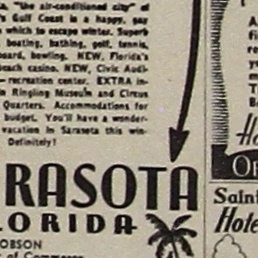 a, "the air-conditioned city" of
's Gulf Coast is a happy, gay
n which to escape winter. Superb
boating, bathing, golf, tennis,
board, bowling. NEW, Florida's
each casino. NEW, Civic Audi-
-recreation center. EXTRA in-
in Ringling Museum and Circus
Quarters. Accommodations for
budget. You'll have a wonder-
vacation in Sarasota this win-
Definitely!
RASOTA
LORIDA
OBSON
of Commerce
Saint
Hote